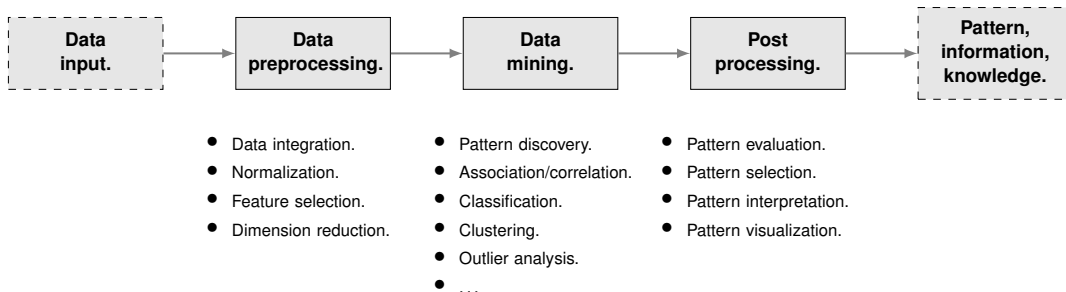 Data
input.
Data
preprocessing.
Data
mining.
Post
processing.
Pattern,
information,
knowledge.
• Data integration.
• Normalization.
• Feature selection.
• Dimension reduction.
• Pattern discovery.
• Association/correlation.
• Classification.
• Clustering.
• Outlier analysis.
• ...
• Pattern evaluation.
• Pattern selection.
• Pattern interpretation.
• Pattern visualization.